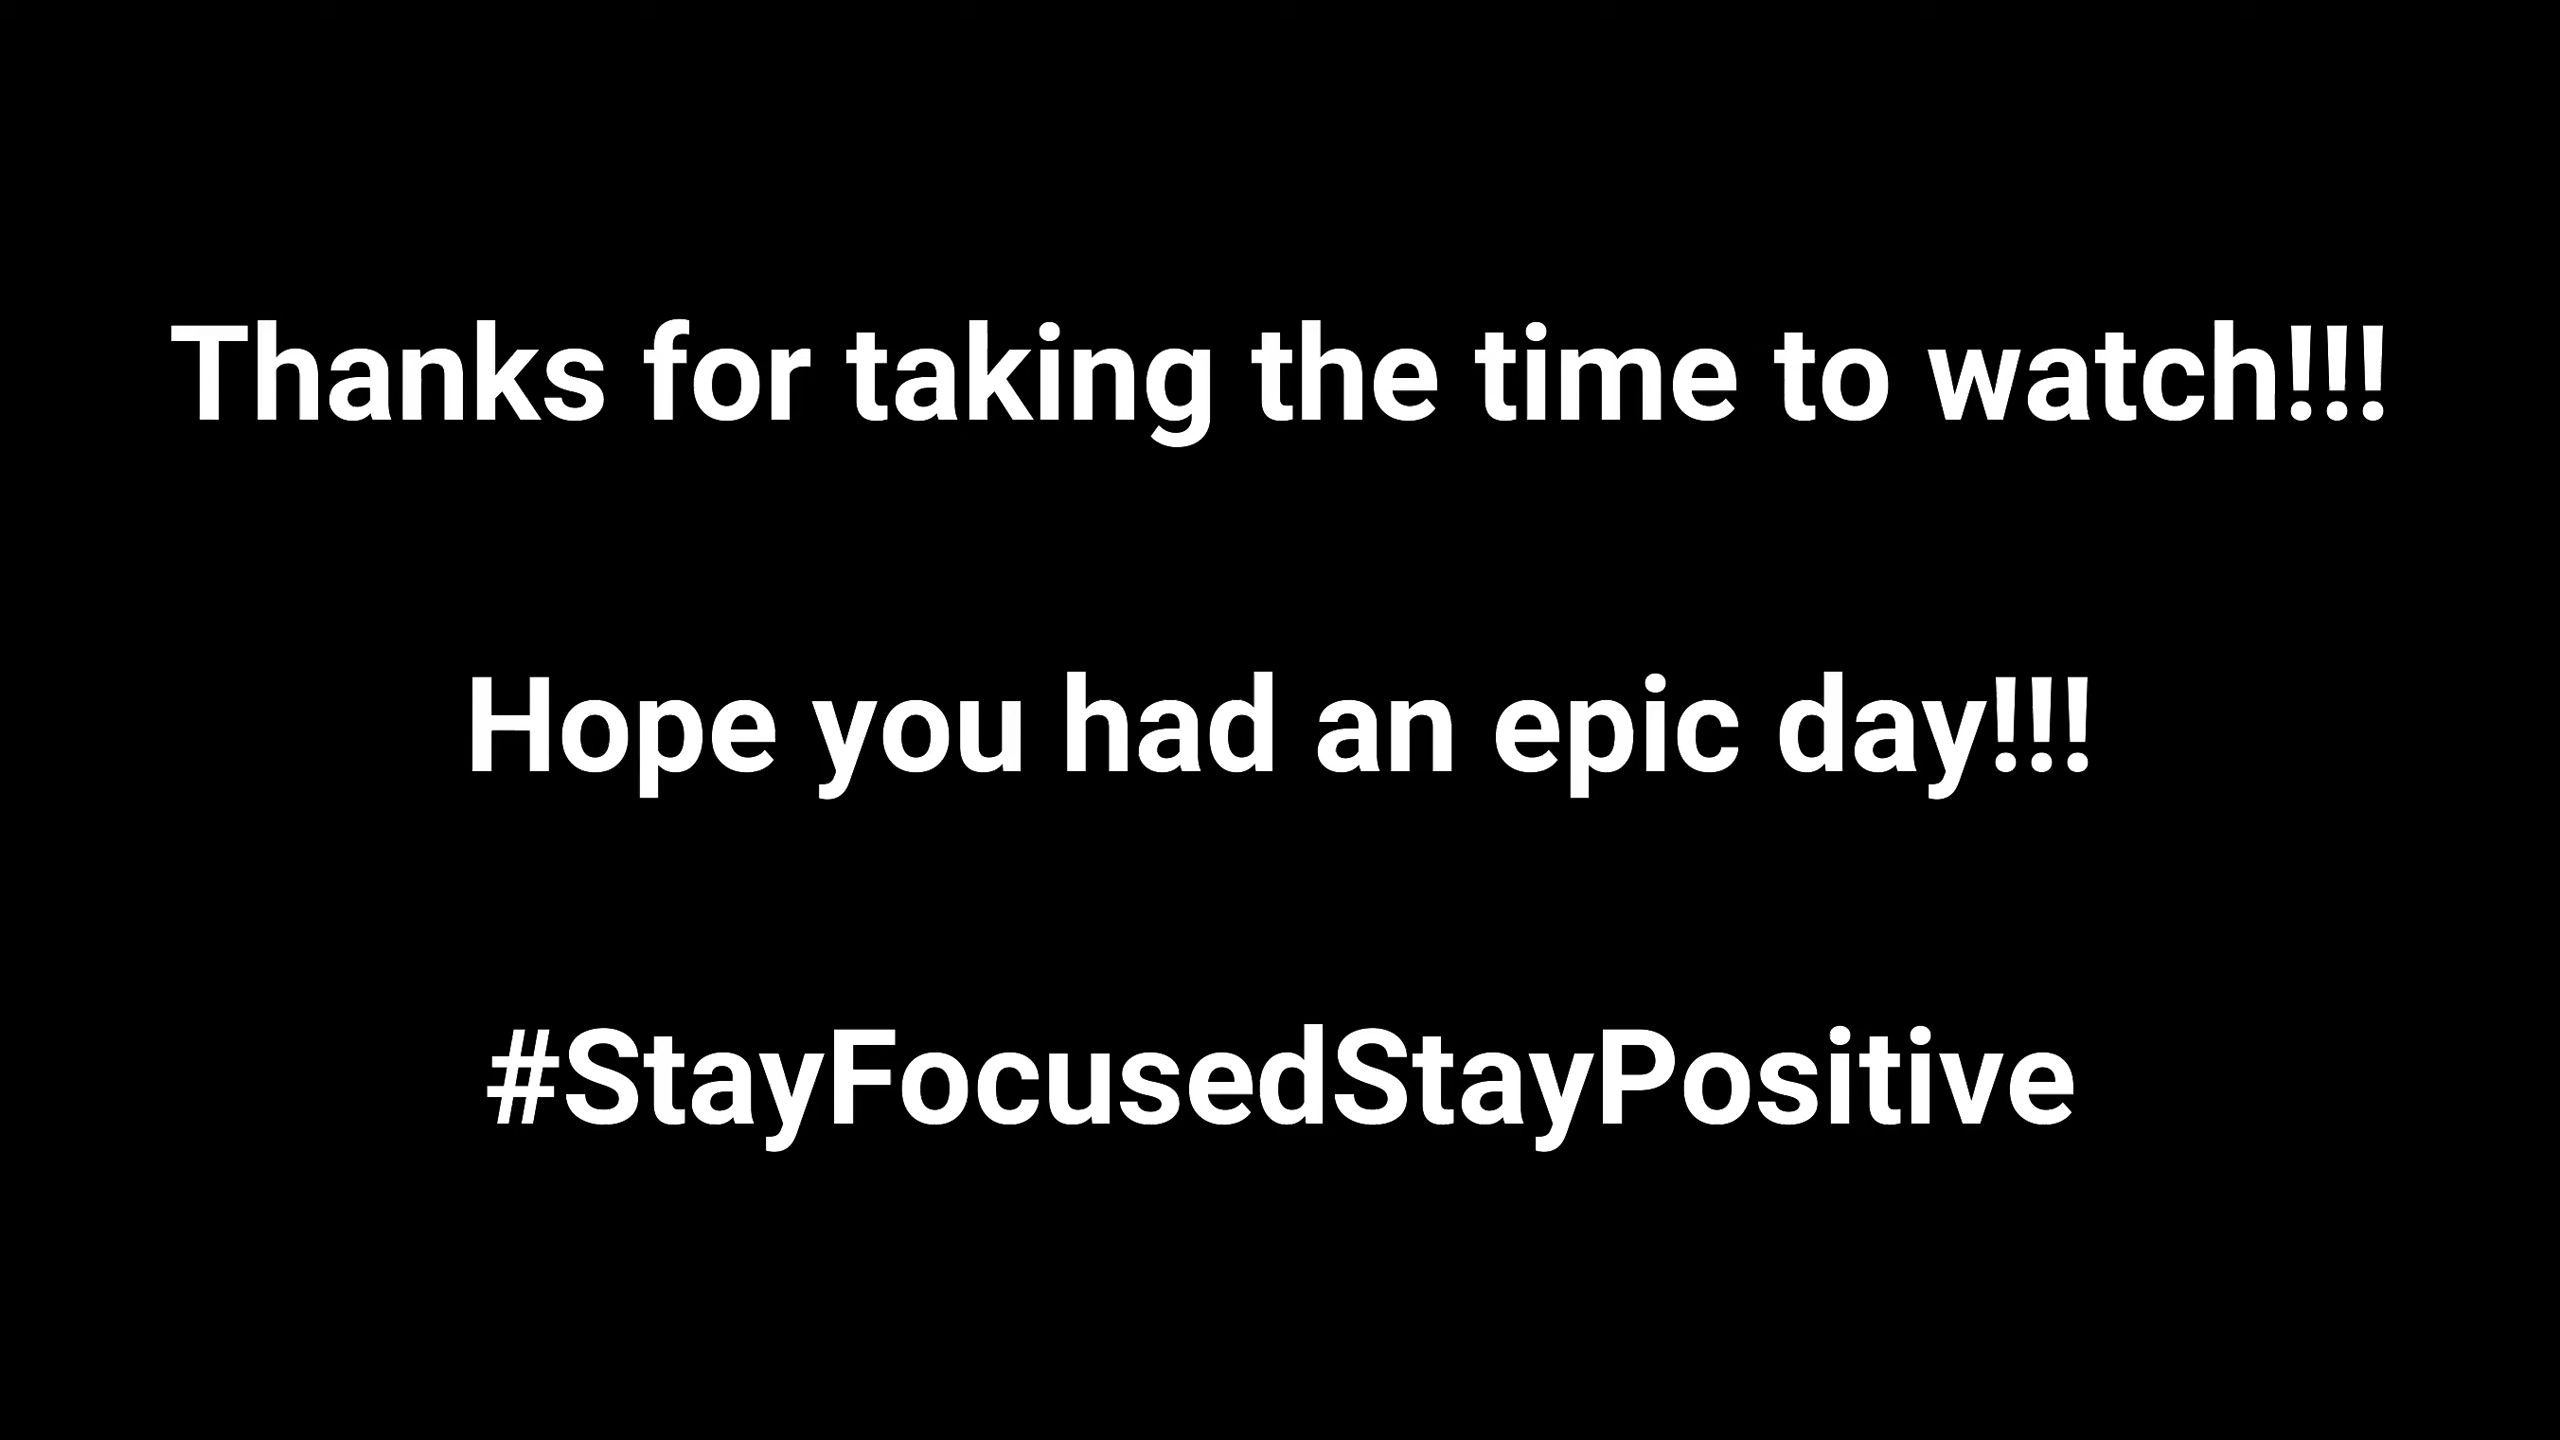 Thanks for taking the time to watch!!!
Hope you had an epic day!!!
#StayFocusedStayPositive